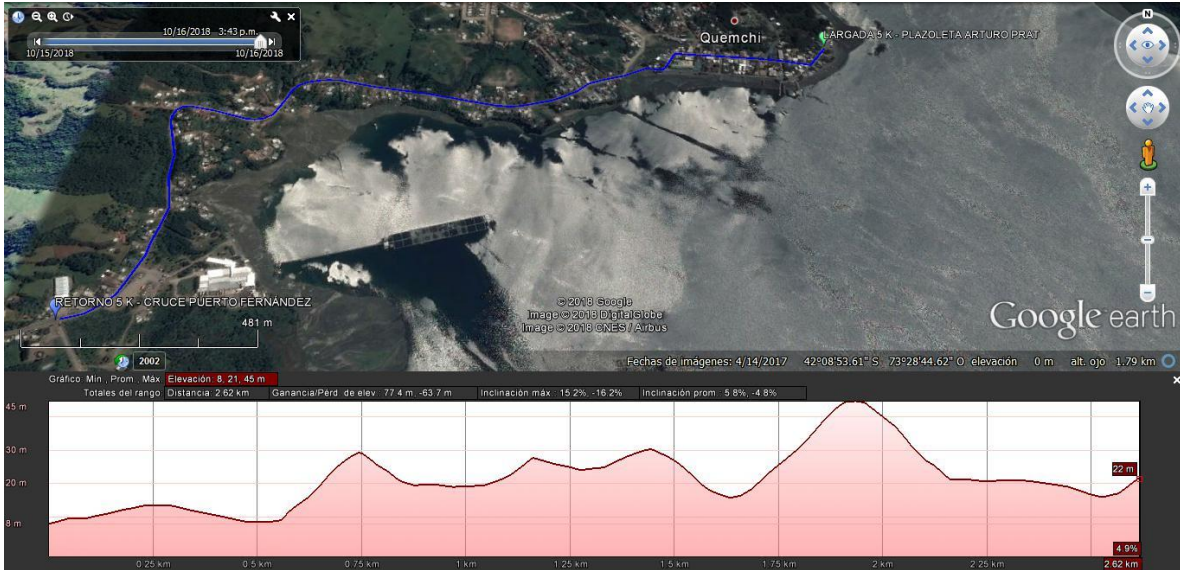 10/16/2018 3:43 p.m.
10/15/2018 10/16/2018
N
Quemchi
LARGADA 5 K - PLAZOLETA ARTURO PRAT
RETORNO 5 K - CRUCE PUERTO FERNÁNDEZ
481 m
© 2018 Google
Image © 2018 DigitalGlobe
Image © 2018 CNES / Airbus
Google earth
2002
Fechas de imágenes: 4/14/2017 42°08'53.61" S 73°28'44.62" O elevación 0 m alt. ojo 1.79 km
Gráfico: Mín., Prom., Máx. Elevación: 8, 21, 45 m
Totales del rango: Distancia: 2.62 km Ganancia/Pérd. de elev.: 77.4 m, -63.7 m Inclinación máx.: 15.2%, -16.2% Inclinación prom.: 5.8%, -4.8%
45 m
30 m
20 m
8 m
22 m
4.9%
0.25 km 0.5 km 0.75 km 1 km 1.25 km 1.5 km 1.75 km 2 km 2.25 km 2.62 km